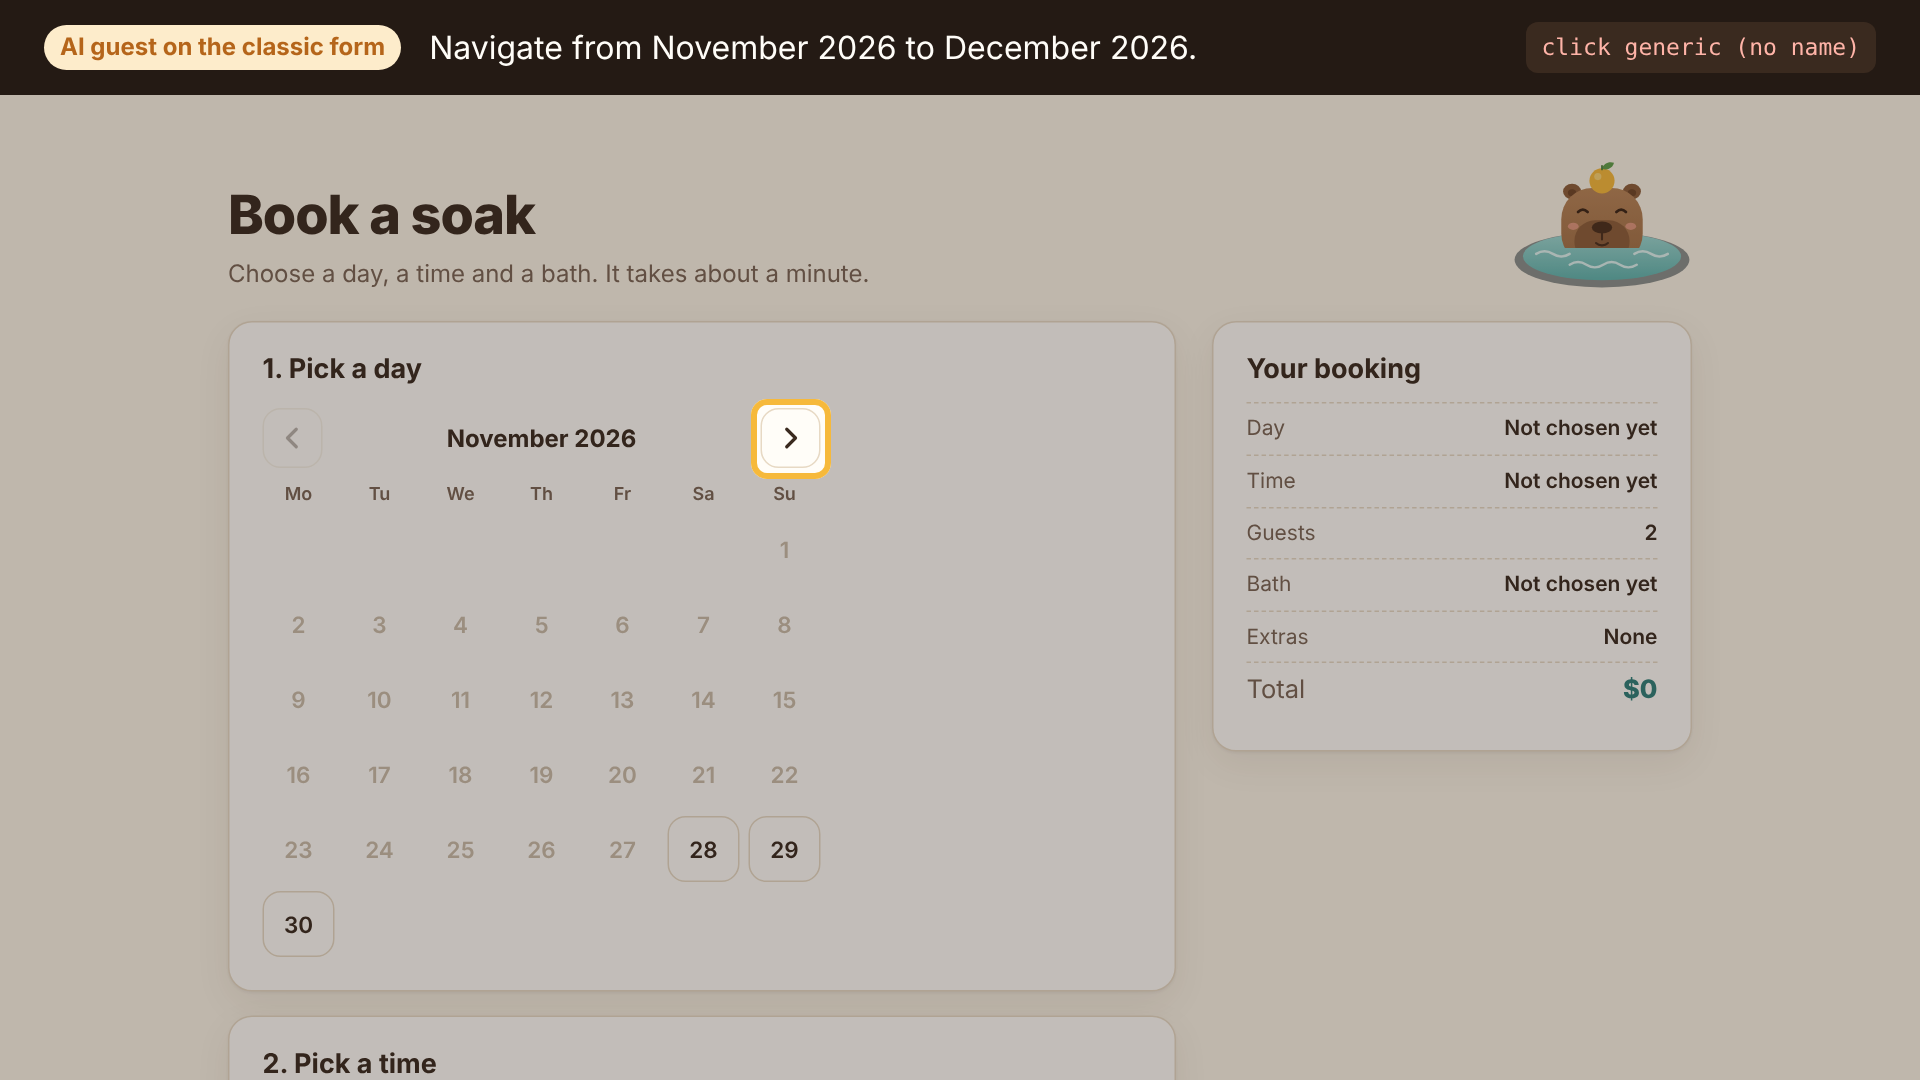 AI guest on the classic form
Navigate from November 2026 to December 2026.
click generic (no name)
Book a soak
Choose a day, a time and a bath. It takes about a minute.
1. Pick a day
November 2026
Mo Tu We Th Fr Sa Su
1
2 3 4 5 6 7 8
9 10 11 12 13 14 15
16 17 18 19 20 21 22
23 24 25 26 27 28 29
30
2. Pick a time
Your booking
Day Not chosen yet
Time Not chosen yet
Guests 2
Bath Not chosen yet
Extras None
Total $0